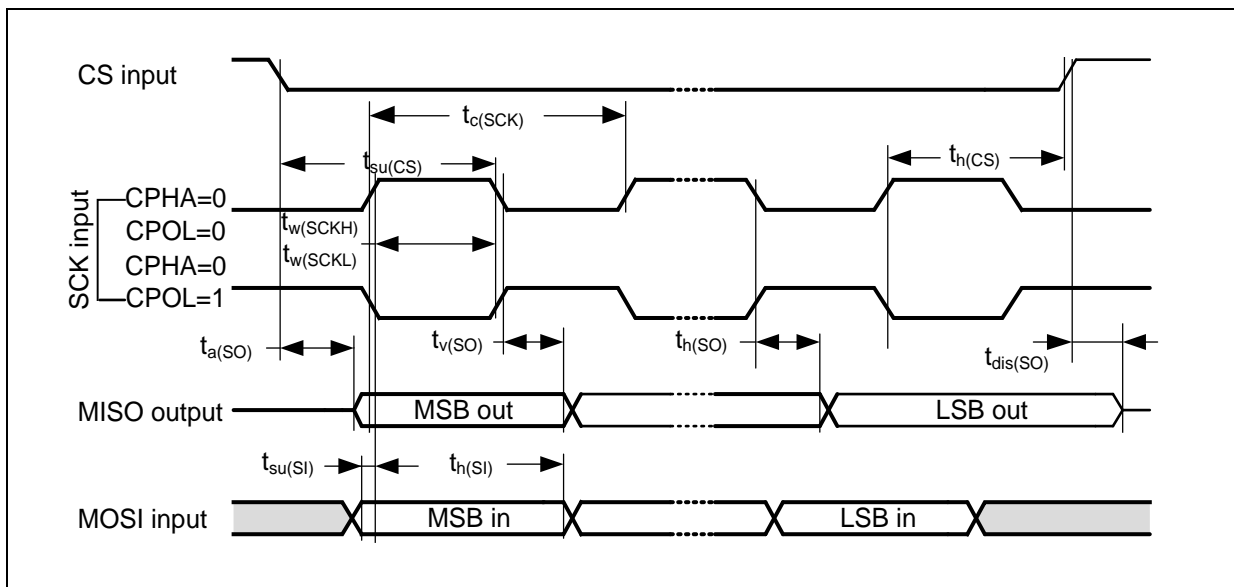 CS input
tc(SCK)
tsu(CS)
th(CS)
SCK input
CPHA=0
CPOL=0
CPHA=0
CPOL=1
tw(SCKH)
tw(SCKL)
ta(SO)
tv(SO)
th(SO)
tdis(SO)
MISO output
MSB out
LSB out
tsu(SI)
th(SI)
MOSI input
MSB in
LSB in